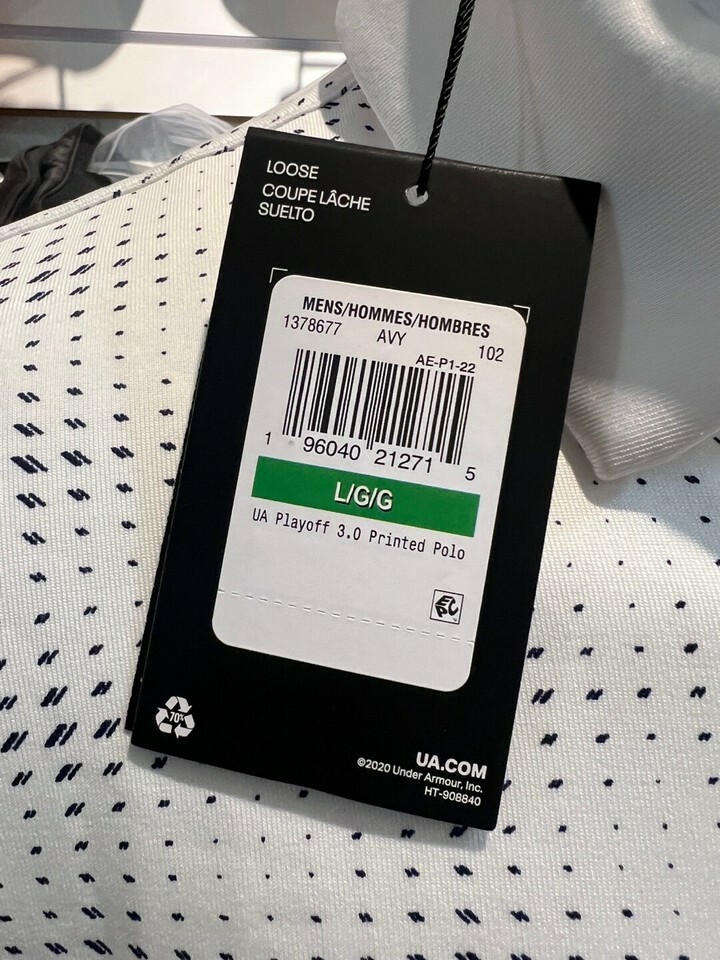 LOOSE
COUPE LÂCHE
SUELTO
MENS/HOMMES/HOMBRES
1378677 AVY 102
AE-P1-22
1 96040 21271 5
L/G/G
UA Playoff 3.0 Printed Polo
EPC
70%
UA.COM
©2020 Under Armour, Inc.
HT-908840